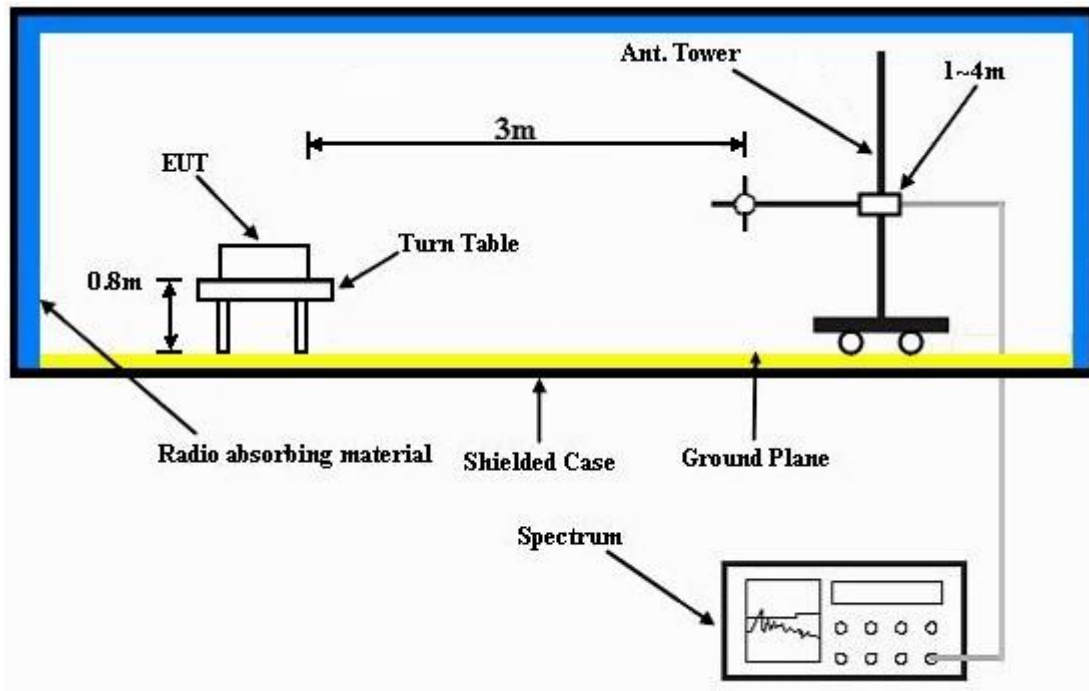 Ant. Tower
1~4m
3m
EUT
Turn Table
0.8m
Radio absorbing material
Shielded Case
Ground Plane
Spectrum